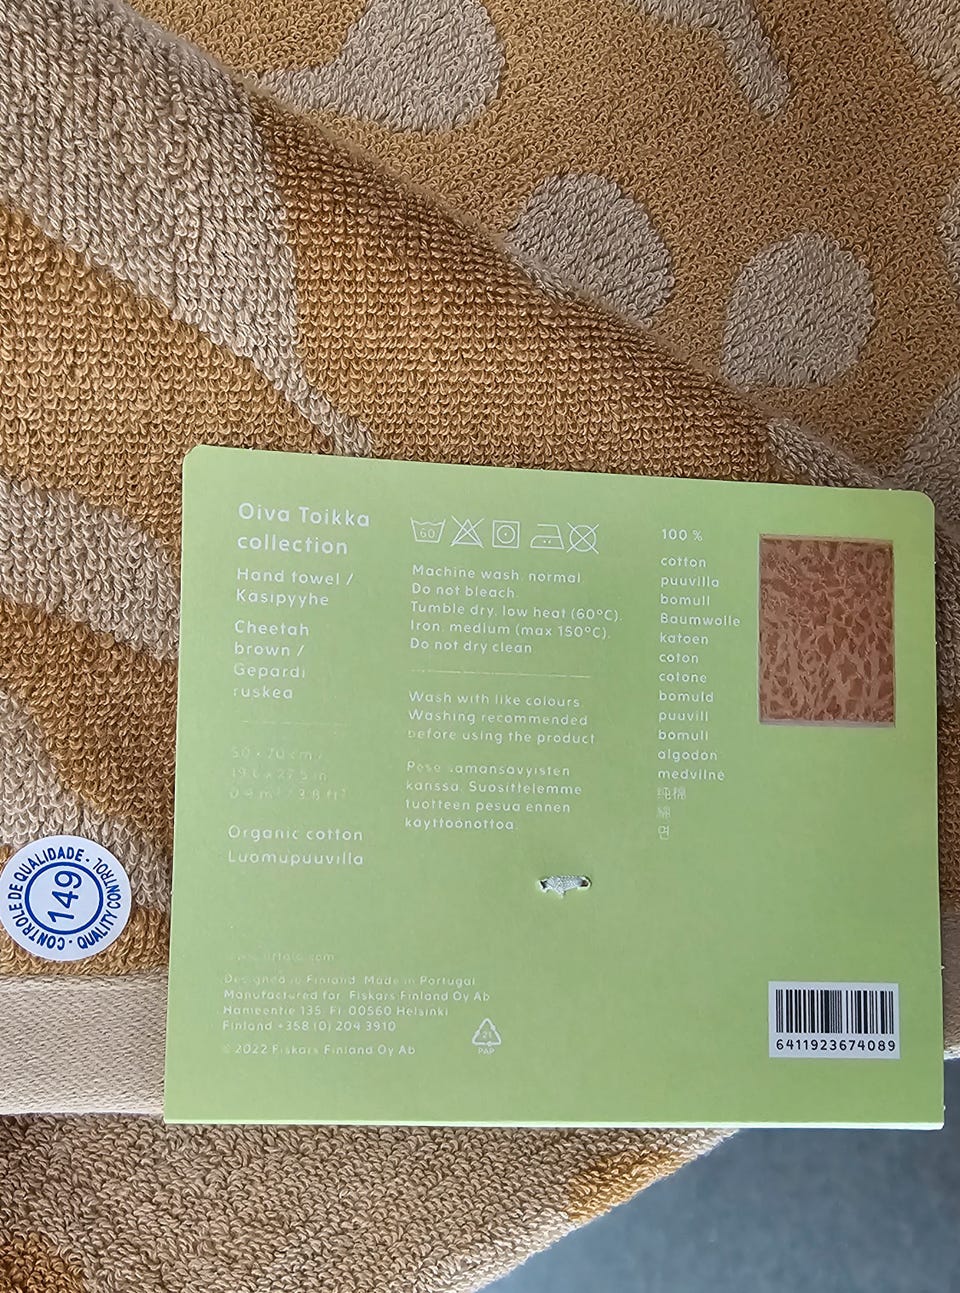 Oiva Toikka
collection
Hand towel /
Käsipyyhe
Cheetah
brown /
Gepardi
ruskea
50 x 70 cm /
19.6 x 27.5 in
0.4 m² / 3.8 ft²
Organic cotton
Luomupuuvilla
60
Machine wash, normal
Do not bleach.
Tumble dry, low heat (60°C).
Iron, medium (max 150°C).
Do not dry clean
Wash with like colours.
Washing recommended
before using the product.
Pese samansävyisten
kanssa. Suosittelemme
tuotteen pesua ennen
käyttöönottoa.
100 %
cotton
puuvilla
bomull
Baumwolle
katoen
coton
cotone
bomuld
puuvill
bomull
algodon
medvilnė
纯棉
綿
면
Designed in Finland. Made in Portugal.
Manufactured for: Fiskars Finland Oy Ab
Hämeentie 135, FI-00560 Helsinki
Finland +358 (0) 204 3910
© 2022 Fiskars Finland Oy Ab
21
PAP
6411923674089
CONTROLE DE QUALIDADE - QUALITY CONTROL -
149